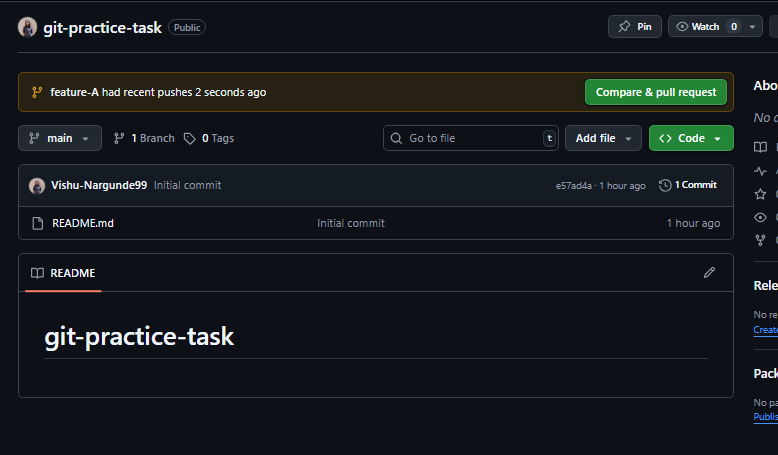 git-practice-task Public Pin Watch 0
feature-A had recent pushes 2 seconds ago Compare & pull request
main 1 Branch 0 Tags Go to file t Add file Code
Vishu-Nargunde99 Initial commit e57ad4a · 1 hour ago 1 Commit
README.md Initial commit 1 hour ago
README
git-practice-task
Abo
No
Rele
No re
Create
Pack
No pa
Publis